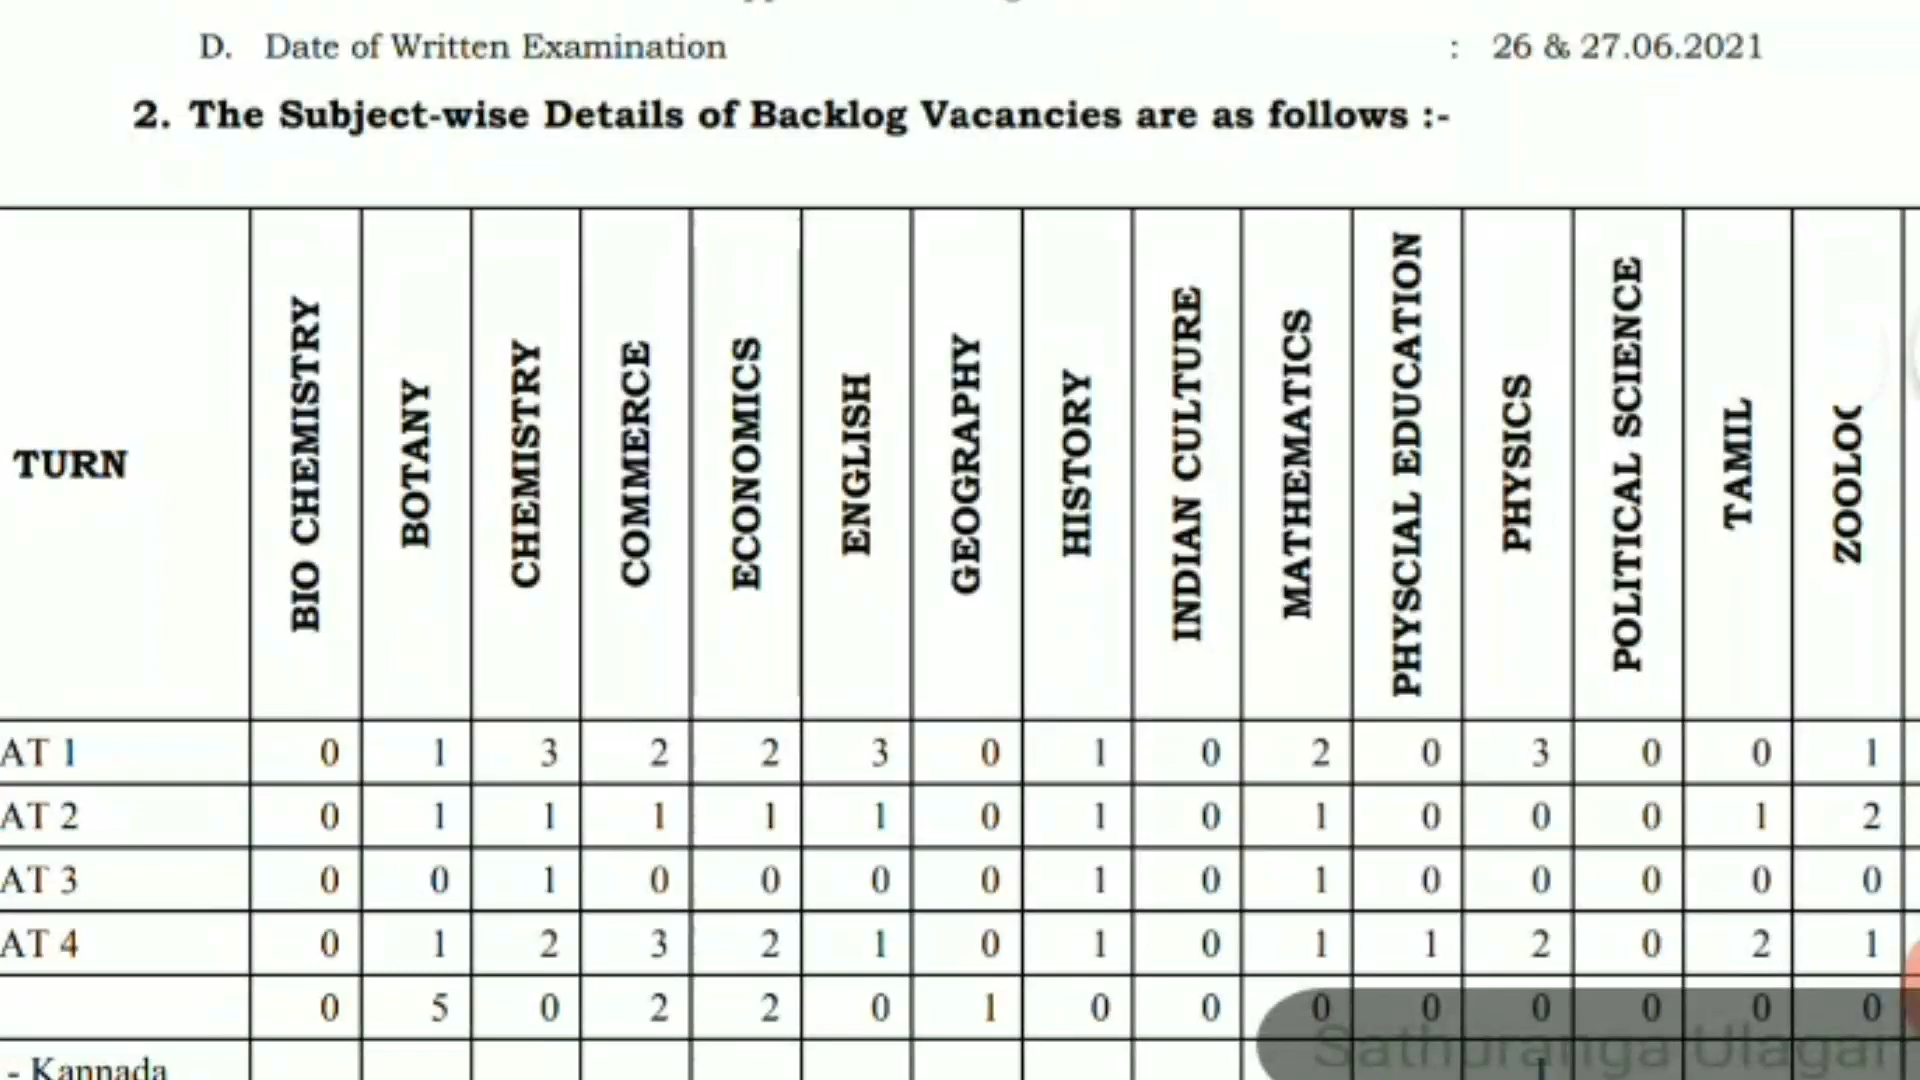 D. Date of Written Examination : 26 & 27.06.2021
2. The Subject-wise Details of Backlog Vacancies are as follows :-
TURN BIO CHEMISTRY BOTANY CHEMISTRY COMMERCE ECONOMICS ENGLISH GEOGRAPHY HISTORY INDIAN CULTURE MATHEMATICS PHYSCIAL EDUCATION PHYSICS POLITICAL SCIENCE TAMIL ZOOLO
AT 1 0 1 3 2 2 3 0 1 0 2 0 3 0 0 1
AT 2 0 1 1 1 1 1 0 1 0 1 0 0 0 1 2
AT 3 0 0 1 0 0 0 0 1 0 1 0 0 0 0 0
AT 4 0 1 2 3 2 1 0 1 0 1 1 2 0 2 1
0 5 0 2 2 0 1 0 0 0 0 0 0 0 0
- Kannada 1
Sathuranga Ulagam